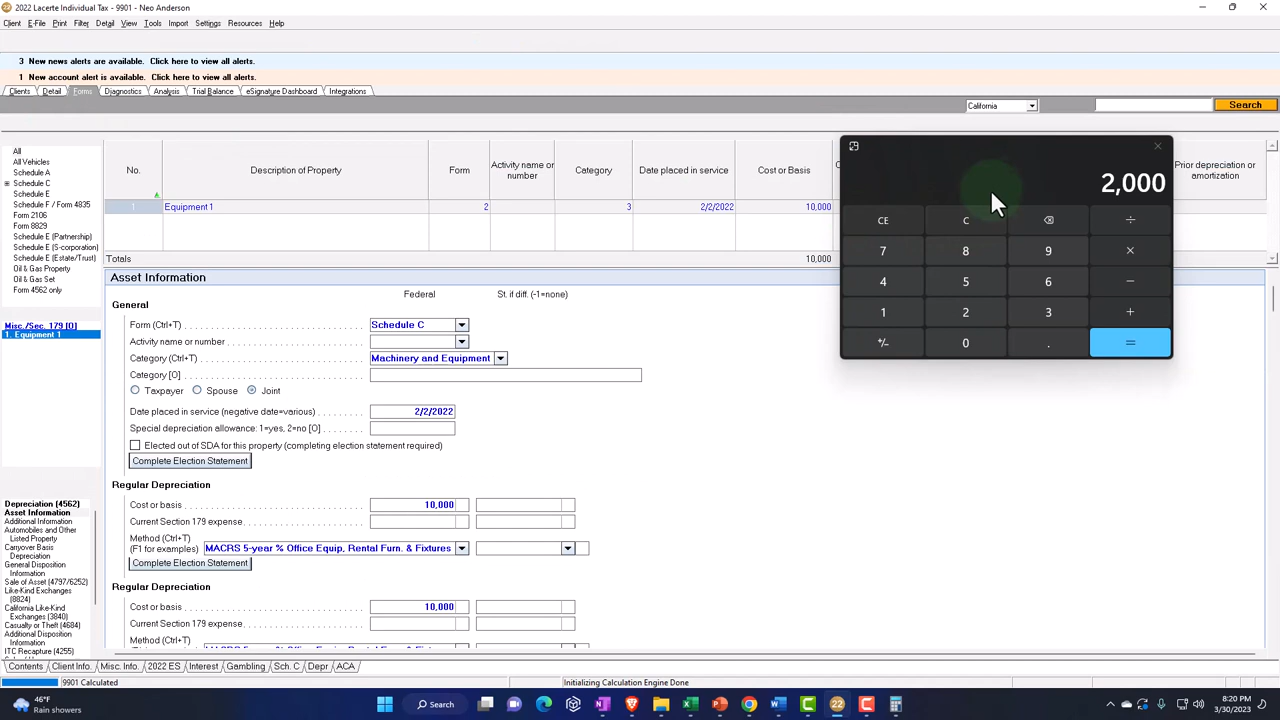 2022 Lacerte Individual Tax - 9901 - Neo Anderson
Client E-File Print Filter Detail View Tools Import Settings Resources Help
3 New news alerts are available. Click here to view all alerts.
1 New account alert is available. Click here to view all alerts.
Clients Detail Forms Diagnostics Analysis Trial Balance eSignature Dashboard Integrations
California Search
All
All Vehicles
Schedule A
Schedule C
Schedule E
Schedule F / Form 4835
Form 2106
Form 8829
Schedule E (Partnership)
Schedule E (S-corporation)
Schedule E (Estate/Trust)
Oil & Gas Property
Oil & Gas Set
Form 4562 only
Misc./Sec. 179 [O]
1. Equipment 1
Depreciation (4562)
Asset Information
Additional Information
Automobiles and Other
Listed Property
Carryover Basis
Depreciation
General Disposition
Information
Sale of Asset (4797/6252)
Like-Kind Exchanges
(8824)
California Like-Kind
Exchanges (3840)
Casualty or Theft (4684)
Additional Disposition
Information
ITC Recapture (4255)
No. Description of Property Form Activity name or number Category Date placed in service Cost or Basis Prior depreciation or amortization
1 Equipment 1 2 3 2/2/2022 10,000
Totals 10,000
Asset Information
Federal St. if diff. (-1=none)
General
Form (Ctrl+T) Schedule C
Activity name or number
Category (Ctrl+T) Machinery and Equipment
Category [O]
Taxpayer Spouse Joint
Date placed in service (negative date=various) 2/2/2022
Special depreciation allowance: 1=yes, 2=no [O]
Elected out of SDA for this property (completing election statement required)
Complete Election Statement
Regular Depreciation
Cost or basis 10,000
Current Section 179 expense
Method (Ctrl+T)
(F1 for examples) MACRS 5-year % Office Equip, Rental Furn. & Fixtures
Complete Election Statement
Regular Depreciation
Cost or basis 10,000
Current Section 179 expense
Method (Ctrl+T)
2,000
CE C ÷
7 8 9 ×
4 5 6 −
1 2 3 +
+/- 0 . =
Contents Client Info. Misc. Info. 2022 ES Interest Gambling Sch. C Depr. ACA
9901 Calculated Initializing Calculation Engine Done
46°F
Rain showers
Search
22
8:20 PM
3/30/2023